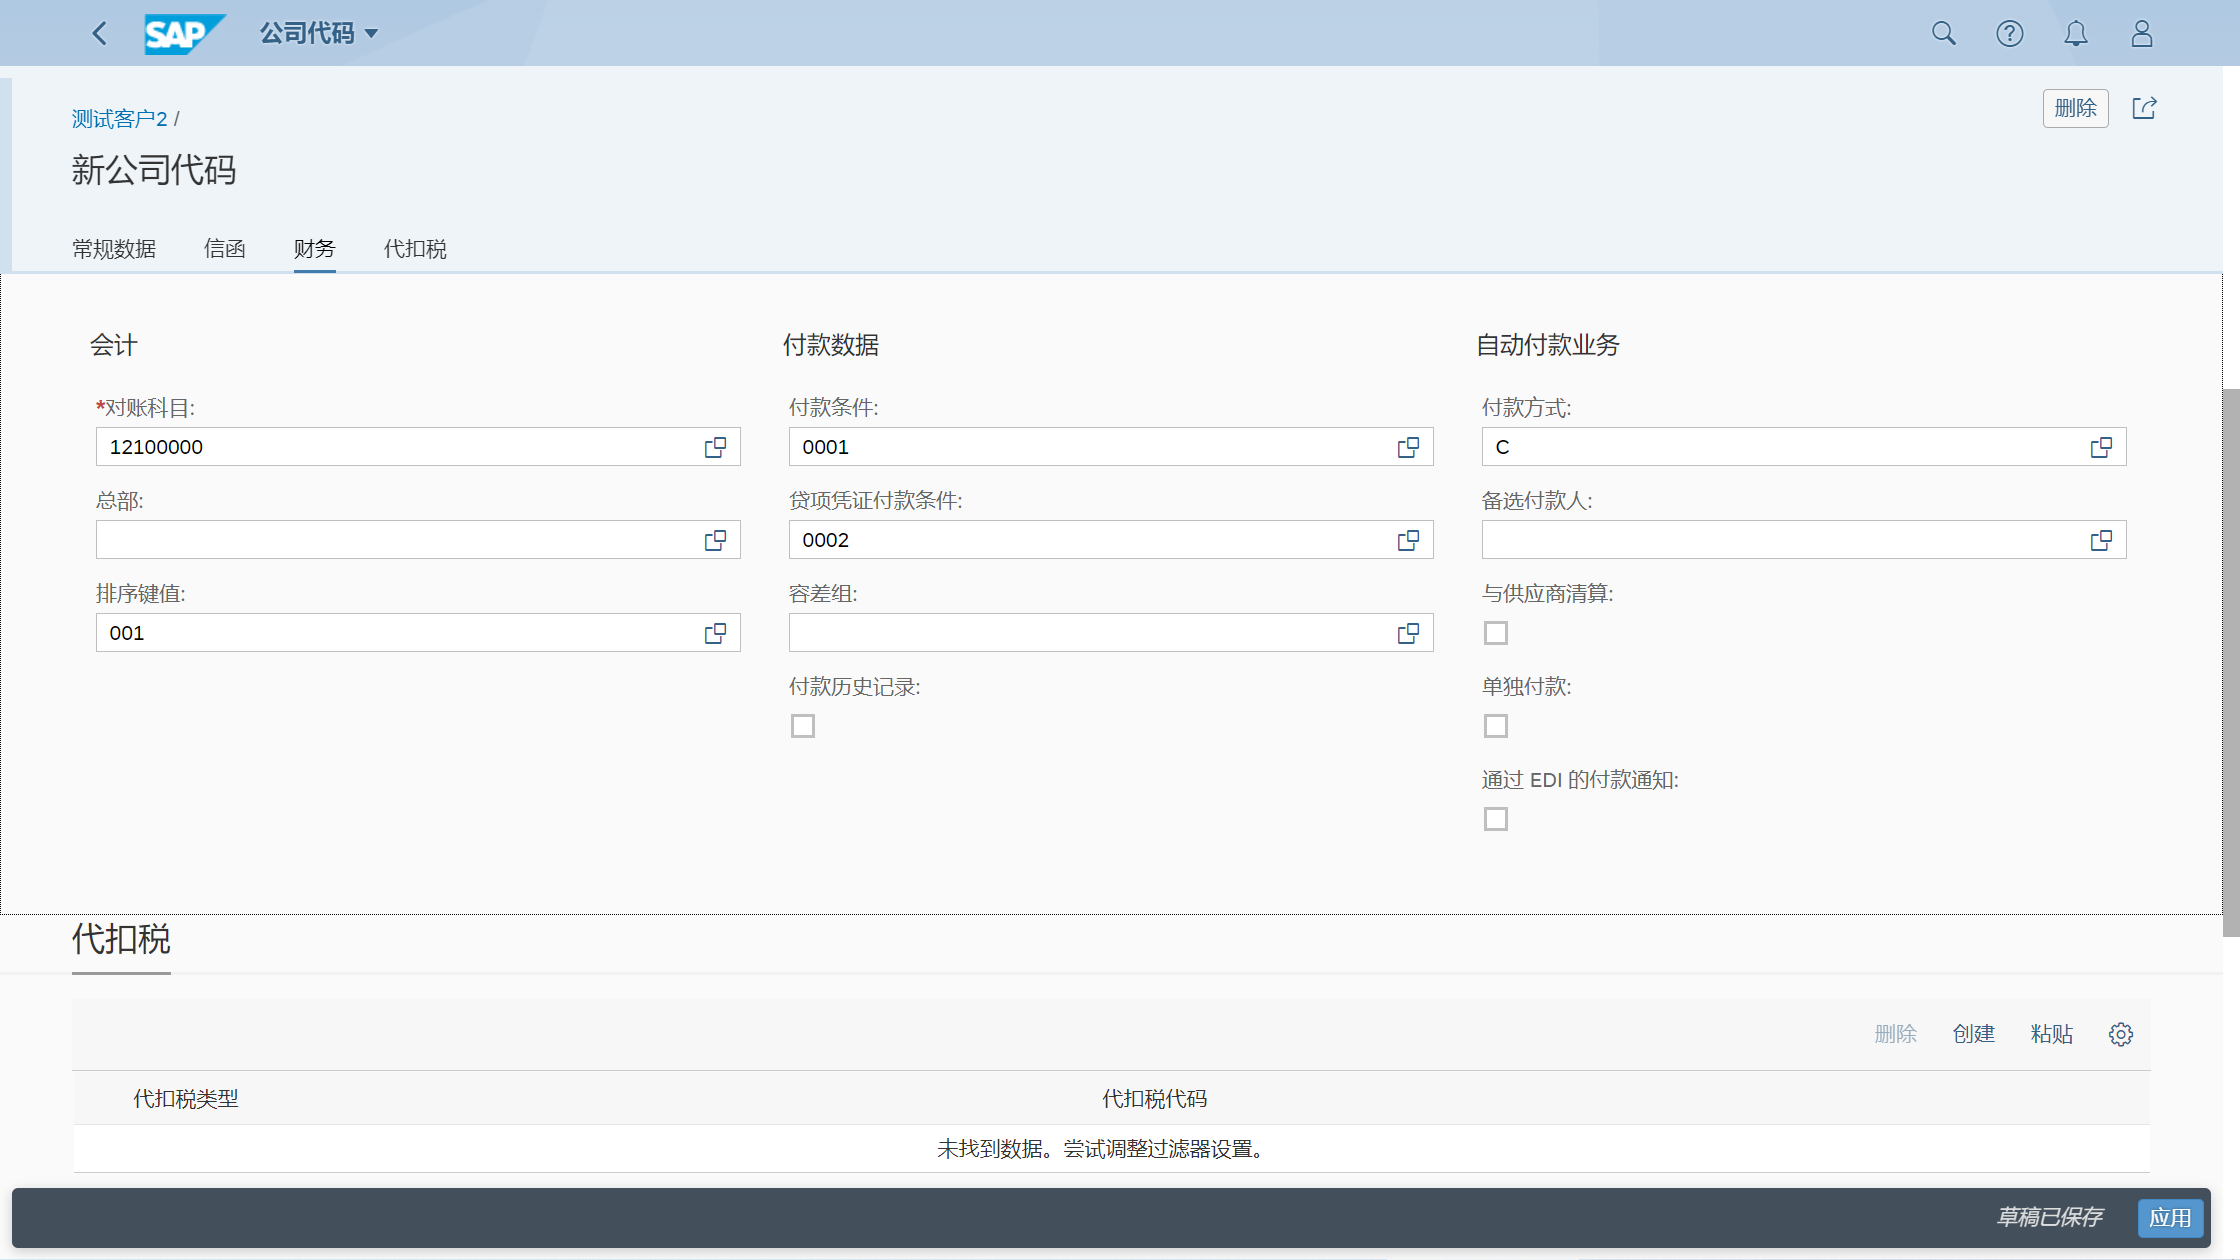 SAP 公司代码
测试客户2 /
删除
新公司代码
常规数据 信函 财务 代扣税
会计
*对账科目:
12100000
总部:
排序键值:
001
付款数据
付款条件:
0001
贷项凭证付款条件:
0002
容差组:
付款历史记录:
自动付款业务
付款方式:
C
备选付款人:
与供应商清算:
单独付款:
通过 EDI 的付款通知:
代扣税
删除 创建 粘贴
代扣税类型 代扣税代码
未找到数据。尝试调整过滤器设置。
草稿已保存 应用